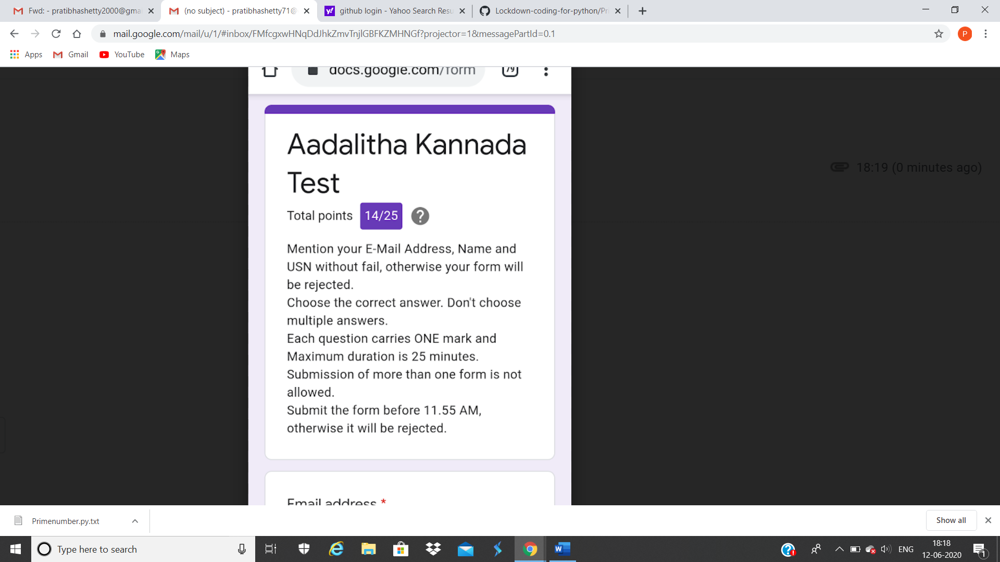 Fwd: - pratibhashetty2000@gmai
(no subject) - pratibhashetty71@
github login - Yahoo Search Resu
Lockdown-coding-for-python/Pri
mail.google.com/mail/u/1/#inbox/FMfcgxwHNqDdJhkZmvTnjlGBFKZMHNGf?projector=1&messagePartId=0.1
P
Apps
Gmail
YouTube
Maps
docs.google.com/form
79
Aadalitha Kannada
Test
Total points 14/25 ?
18:19 (0 minutes ago)
Mention your E-Mail Address, Name and
USN without fail, otherwise your form will
be rejected.
Choose the correct answer. Don't choose
multiple answers.
Each question carries ONE mark and
Maximum duration is 25 minutes.
Submission of more than one form is not
allowed.
Submit the form before 11.55 AM,
otherwise it will be rejected.
Email address *
Primenumber.py.txt
Show all
Type here to search
ENG
18:18
12-06-2020
1